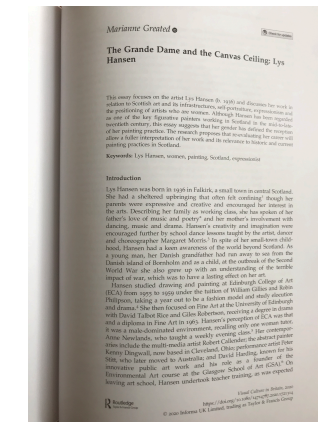 Marianne Greated
The Grande Dame and the Canvas Ceiling: Lys
Hansen
This essay focuses on the artist Lys Hansen (b. 1936) and discusses her work in
relation to Scottish art and its infrastructures, self-portraiture, expressionism and
the positioning of artists who are women. Although Hansen has been regarded
as one of the key figurative painters working in Scotland in the
twentieth century, this essay suggests that her gender has defined the reception
of her painting practice. The research proposes that re-evaluating her career will
allow a fuller interpretation of her work and its relevance to historic and current
painting practices in Scotland.
Keywords: Lys Hansen, women, painting, Scotland, expressionist
Introduction
Lys Hansen was born in 1936 in Falkirk, a small town in central Scotland.
She had a sheltered upbringing that often felt confined though her
parents were expressive and creative and encouraged her interest in
the arts. Describing her family as working class, she has spoken of her
father's love of music and poetry and her mother's involvement with
dancing, music and drama. Hansen's creativity and imagination were
encouraged further by school dance lessons taught by the artist, dancer
and choreographer Margaret Morris. In spite of her small-town child-
hood, Hansen had a keen awareness of the world beyond Scotland. As
a young man, her Danish grandfather had run away to sea from the
Danish island of Bornholm and as a child, at the outbreak of the Second
World War she also grew up with an understanding of the terrible
impact of war, which was to have a lasting effect on her art.
Hansen studied drawing and painting at Edinburgh College of Art
(ECA) from 1955 to 1959 under the tuition of William Gillies and Robin
Philipson, taking a year out to be a fashion model and study elocution
and drama. She then focused on Fine Art at the University of Edinburgh
with David Talbot Rice and Giles Robertson, receiving a degree in drama
and a diploma in Fine Art in 1963. Hansen's perception of ECA was that
it was a male-dominated environment, recalling only one woman tutor,
Anne Newlands, who taught a weekly evening class. Her contempor-
aries include the multi-media artist Robert Callender; the abstract painter
Kenny Dingwall, now based in Cleveland, Ohio; performance artist Peter
Stitt, who later moved to Australia; and David Harding, known for his
innovative public art work and his role as a founder of the
Environmental Art course at the Glasgow School of Art (GSA). On
leaving art school, Hansen undertook teacher training, as was expected
Routledge
Visual Culture in Britain, 2020